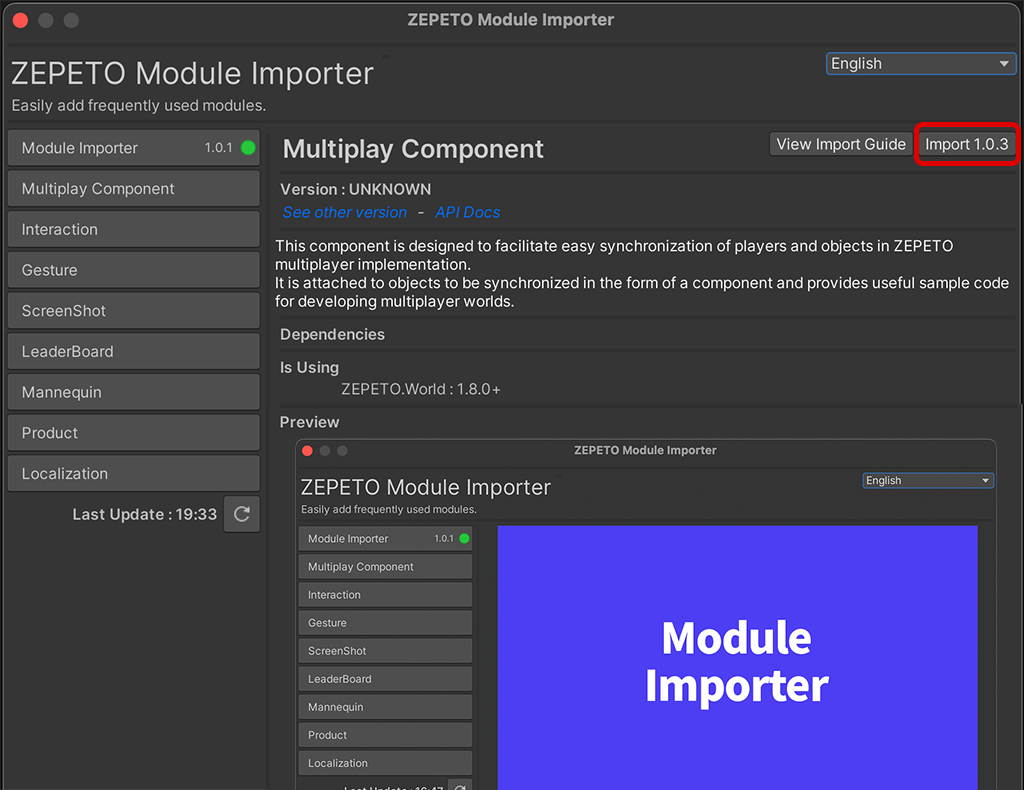 ZEPETO Module Importer
ZEPETO Module Importer
English
Easily add frequently used modules.
Module Importer 1.0.1
Multiplay Component
Interaction
Gesture
ScreenShot
LeaderBoard
Mannequin
Product
Localization
Last Update : 19:33
Multiplay Component
View Import Guide
Import 1.0.3
Version : UNKNOWN
See other version - API Docs
This component is designed to facilitate easy synchronization of players and objects in ZEPETO
multiplayer implementation.
It is attached to objects to be synchronized in the form of a component and provides useful sample code
for developing multiplayer worlds.
Dependencies
Is Using
ZEPETO.World : 1.8.0+
Preview
ZEPETO Module Importer
ZEPETO Module Importer
English
Easily add frequently used modules.
Module Importer 1.0.1
Multiplay Component
Interaction
Gesture
ScreenShot
LeaderBoard
Mannequin
Product
Localization
Last Update : 16:47
Module
Importer